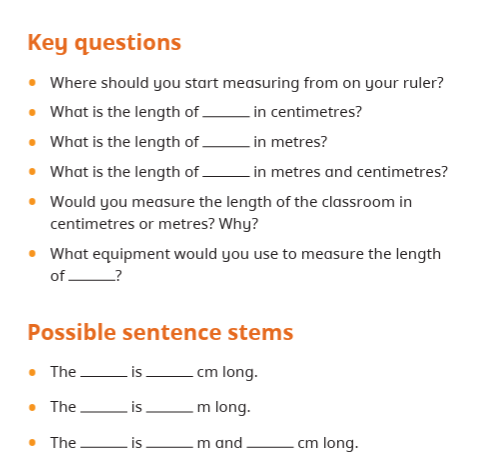 Key questions
• Where should you start measuring from on your ruler?
• What is the length of ______ in centimetres?
• What is the length of ______ in metres?
• What is the length of ______ in metres and centimetres?
• Would you measure the length of the classroom in
centimetres or metres? Why?
• What equipment would you use to measure the length
of ______?
Possible sentence stems
• The ______ is ______ cm long.
• The ______ is ______ m long.
• The ______ is ______ m and ______ cm long.